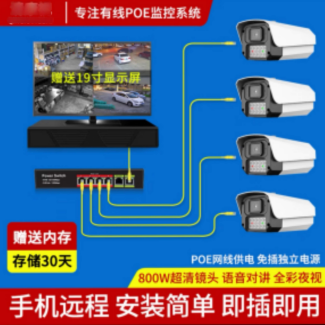 专注有线POE监控系统
赠送19寸显示屏
Power Switch
赠送内存
存储30天
POE网线供电 免插独立电源
800W超清镜头 语音对讲 全彩夜视
手机远程 安装简单 即插即用